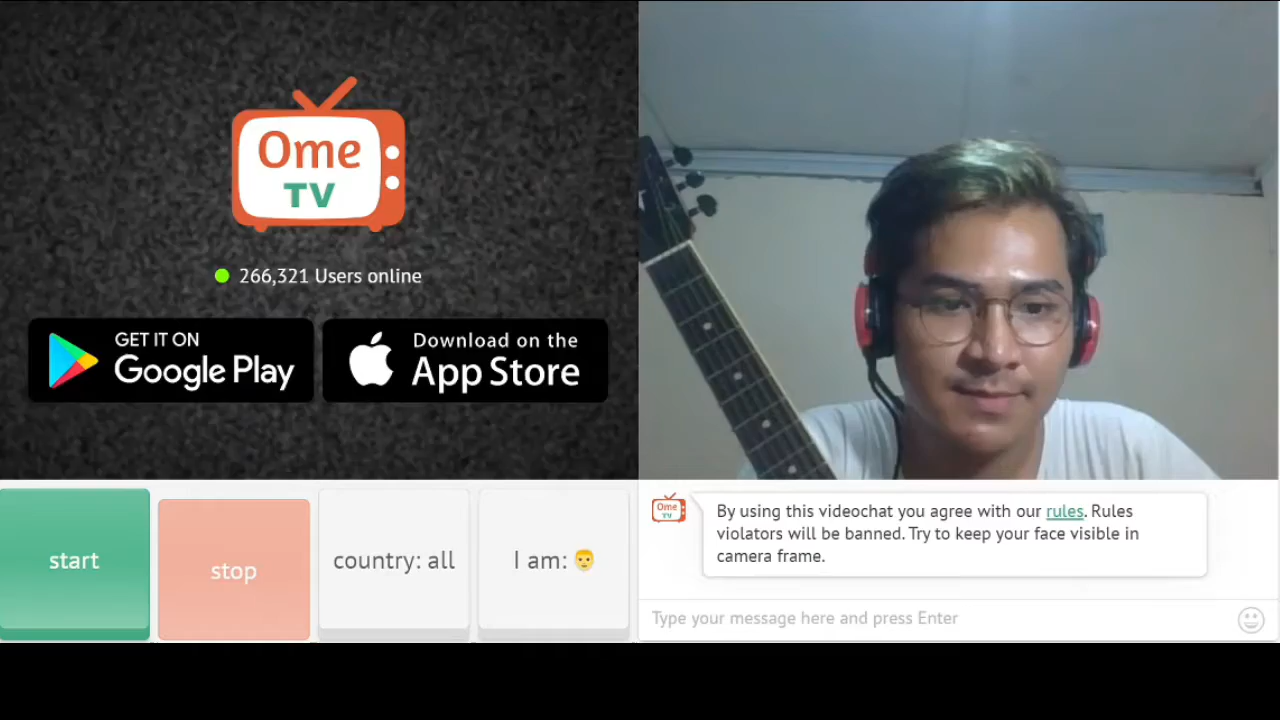 Ome
TV
266,321 Users online
GET IT ON
Google Play
Download on the
App Store
start
stop
country: all
I am:
Ome
TV
By using this videochat you agree with our rules. Rules
violators will be banned. Try to keep your face visible in
camera frame.
Type your message here and press Enter